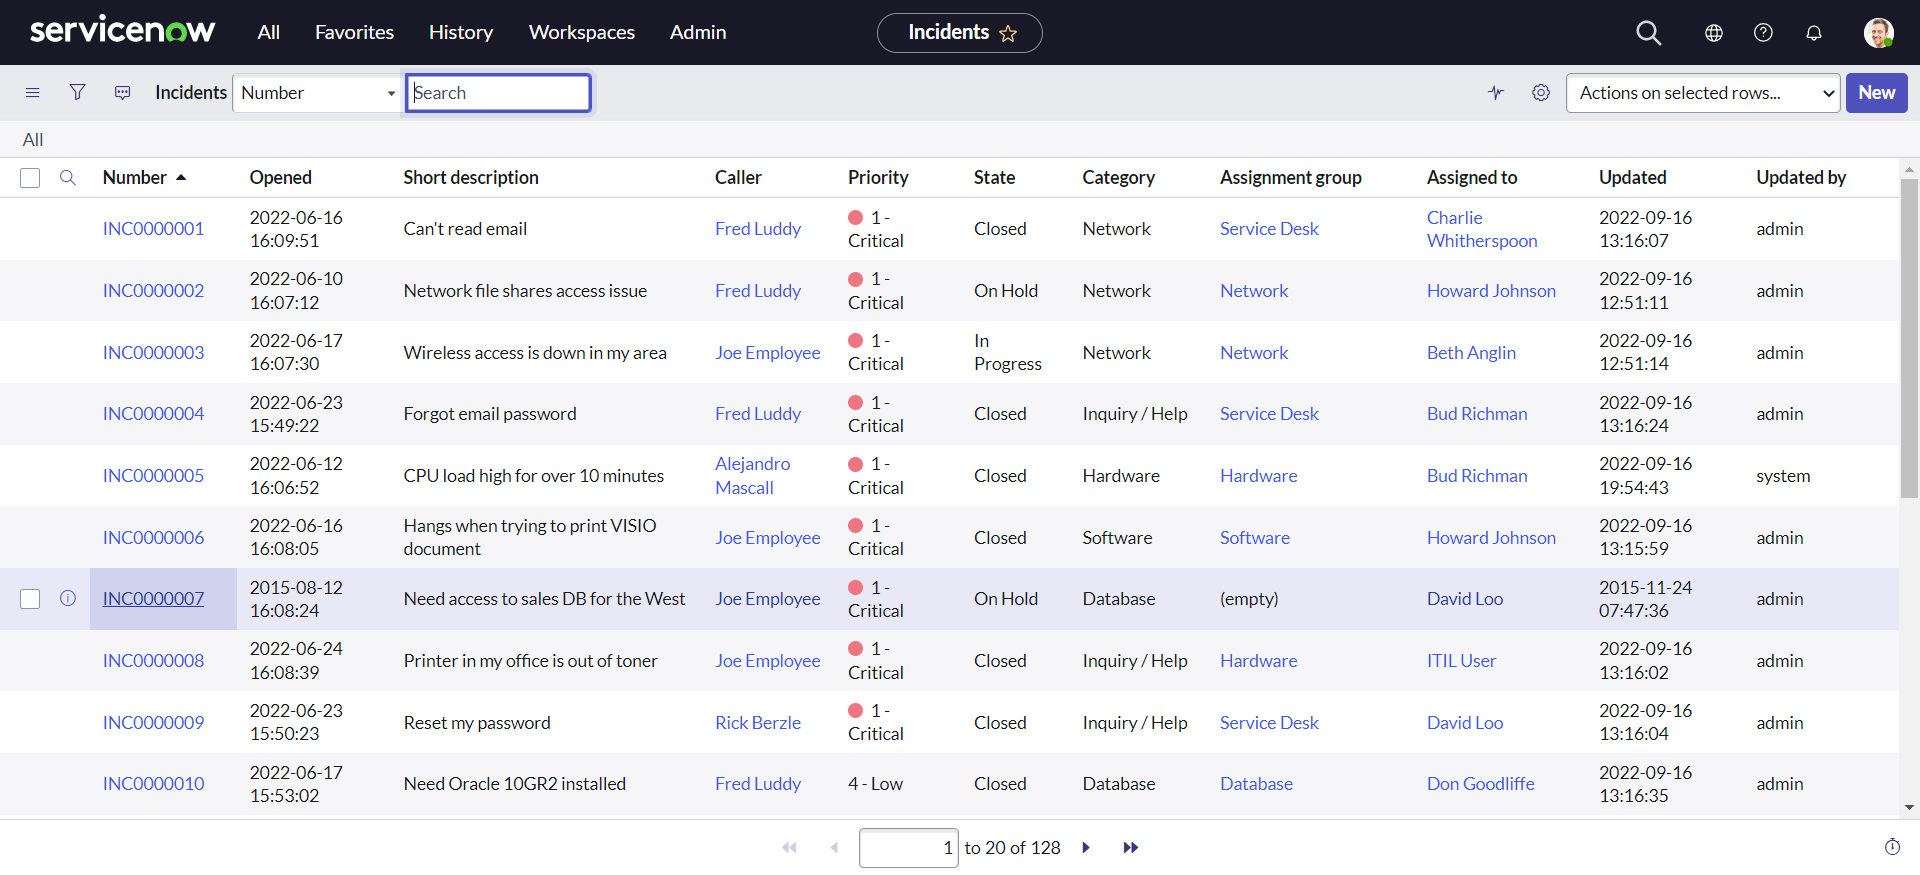 servicenow All Favorites History Workspaces Admin Incidents
Incidents Number Search Actions on selected rows... New
All
Number Opened Short description Caller Priority State Category Assignment group Assigned to Updated Updated by
INC0000001 2022-06-16 16:09:51 Can't read email Fred Luddy 1 - Critical Closed Network Service Desk Charlie Whitherspoon 2022-09-16 13:16:07 admin
INC0000002 2022-06-10 16:07:12 Network file shares access issue Fred Luddy 1 - Critical On Hold Network Network Howard Johnson 2022-09-16 12:51:11 admin
INC0000003 2022-06-17 16:07:30 Wireless access is down in my area Joe Employee 1 - Critical In Progress Network Network Beth Anglin 2022-09-16 12:51:14 admin
INC0000004 2022-06-23 15:49:22 Forgot email password Fred Luddy 1 - Critical Closed Inquiry / Help Service Desk Bud Richman 2022-09-16 13:16:24 admin
INC0000005 2022-06-12 16:06:52 CPU load high for over 10 minutes Alejandro Mascall 1 - Critical Closed Hardware Hardware Bud Richman 2022-09-16 19:54:43 system
INC0000006 2022-06-16 16:08:05 Hangs when trying to print VISIO document Joe Employee 1 - Critical Closed Software Software Howard Johnson 2022-09-16 13:15:59 admin
INC0000007 2015-08-12 16:08:24 Need access to sales DB for the West Joe Employee 1 - Critical On Hold Database (empty) David Loo 2015-11-24 07:47:36 admin
INC0000008 2022-06-24 16:08:39 Printer in my office is out of toner Joe Employee 1 - Critical Closed Inquiry / Help Hardware ITIL User 2022-09-16 13:16:02 admin
INC0000009 2022-06-23 15:50:23 Reset my password Rick Berzle 1 - Critical Closed Inquiry / Help Service Desk David Loo 2022-09-16 13:16:04 admin
INC0000010 2022-06-17 15:53:02 Need Oracle 10GR2 installed Fred Luddy 4 - Low Closed Database Database Don Goodliffe 2022-09-16 13:16:35 admin
1 to 20 of 128